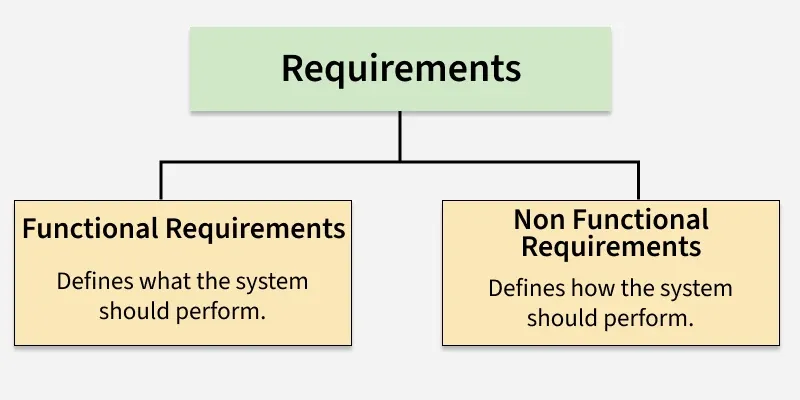 Requirements
Functional Requirements
Defines what the system
should perform.
Non Functional
Requirements
Defines how the system
should perform.